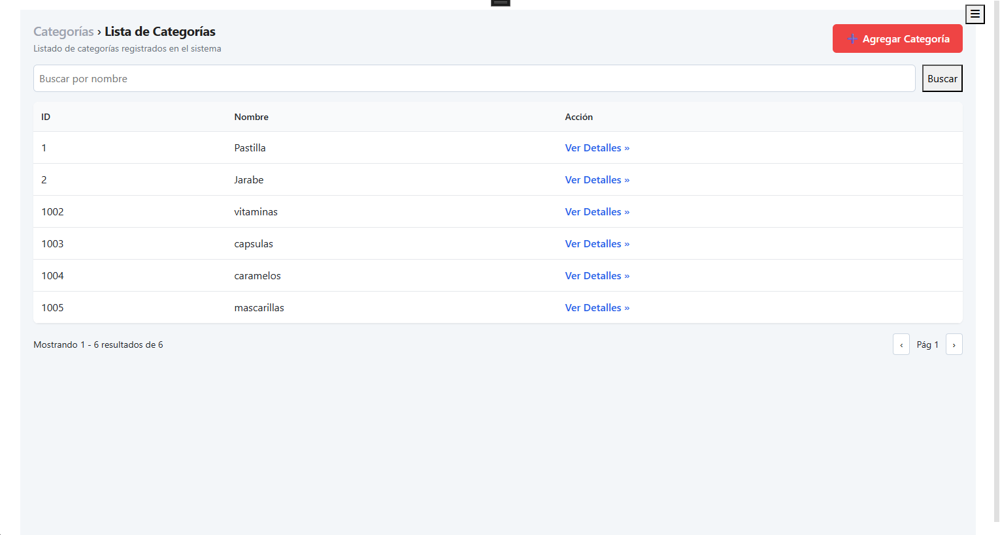 Categorías › Lista de Categorías
Listado de categorías registrados en el sistema
➕ Agregar Categoría
Buscar por nombre
Buscar
ID Nombre Acción
1 Pastilla Ver Detalles »
2 Jarabe Ver Detalles »
1002 vitaminas Ver Detalles »
1003 capsulas Ver Detalles »
1004 caramelos Ver Detalles »
1005 mascarillas Ver Detalles »
Mostrando 1 - 6 resultados de 6 ‹ Pág 1 ›